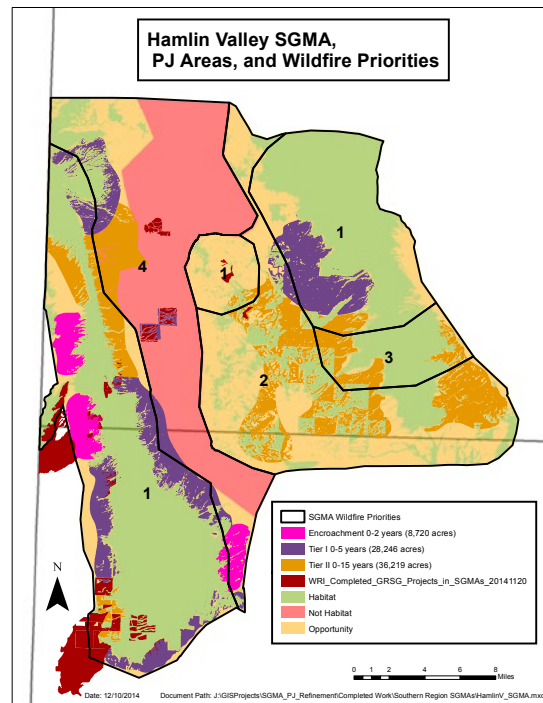 Hamlin Valley SGMA,
PJ Areas, and Wildfire Priorities
1
4
1
3
2
1
SGMA Wildfire Priorities
Encroachment 0-2 years (8,720 acres)
Tier I 0-5 years (28,246 acres)
Tier II 0-15 years (36,219 acres)
WRI_Completed_GRSG_Projects_in_SGMAs_20141120
Habitat
Not Habitat
Opportunity
N
0 1 2 4 6 8
Miles
Date: 12/10/2014 Document Path: J:\GISProjects\SGMA_PJ_Refinement\Completed Work\Southern Region SGMAs\HamlinV_SGMA.mxd